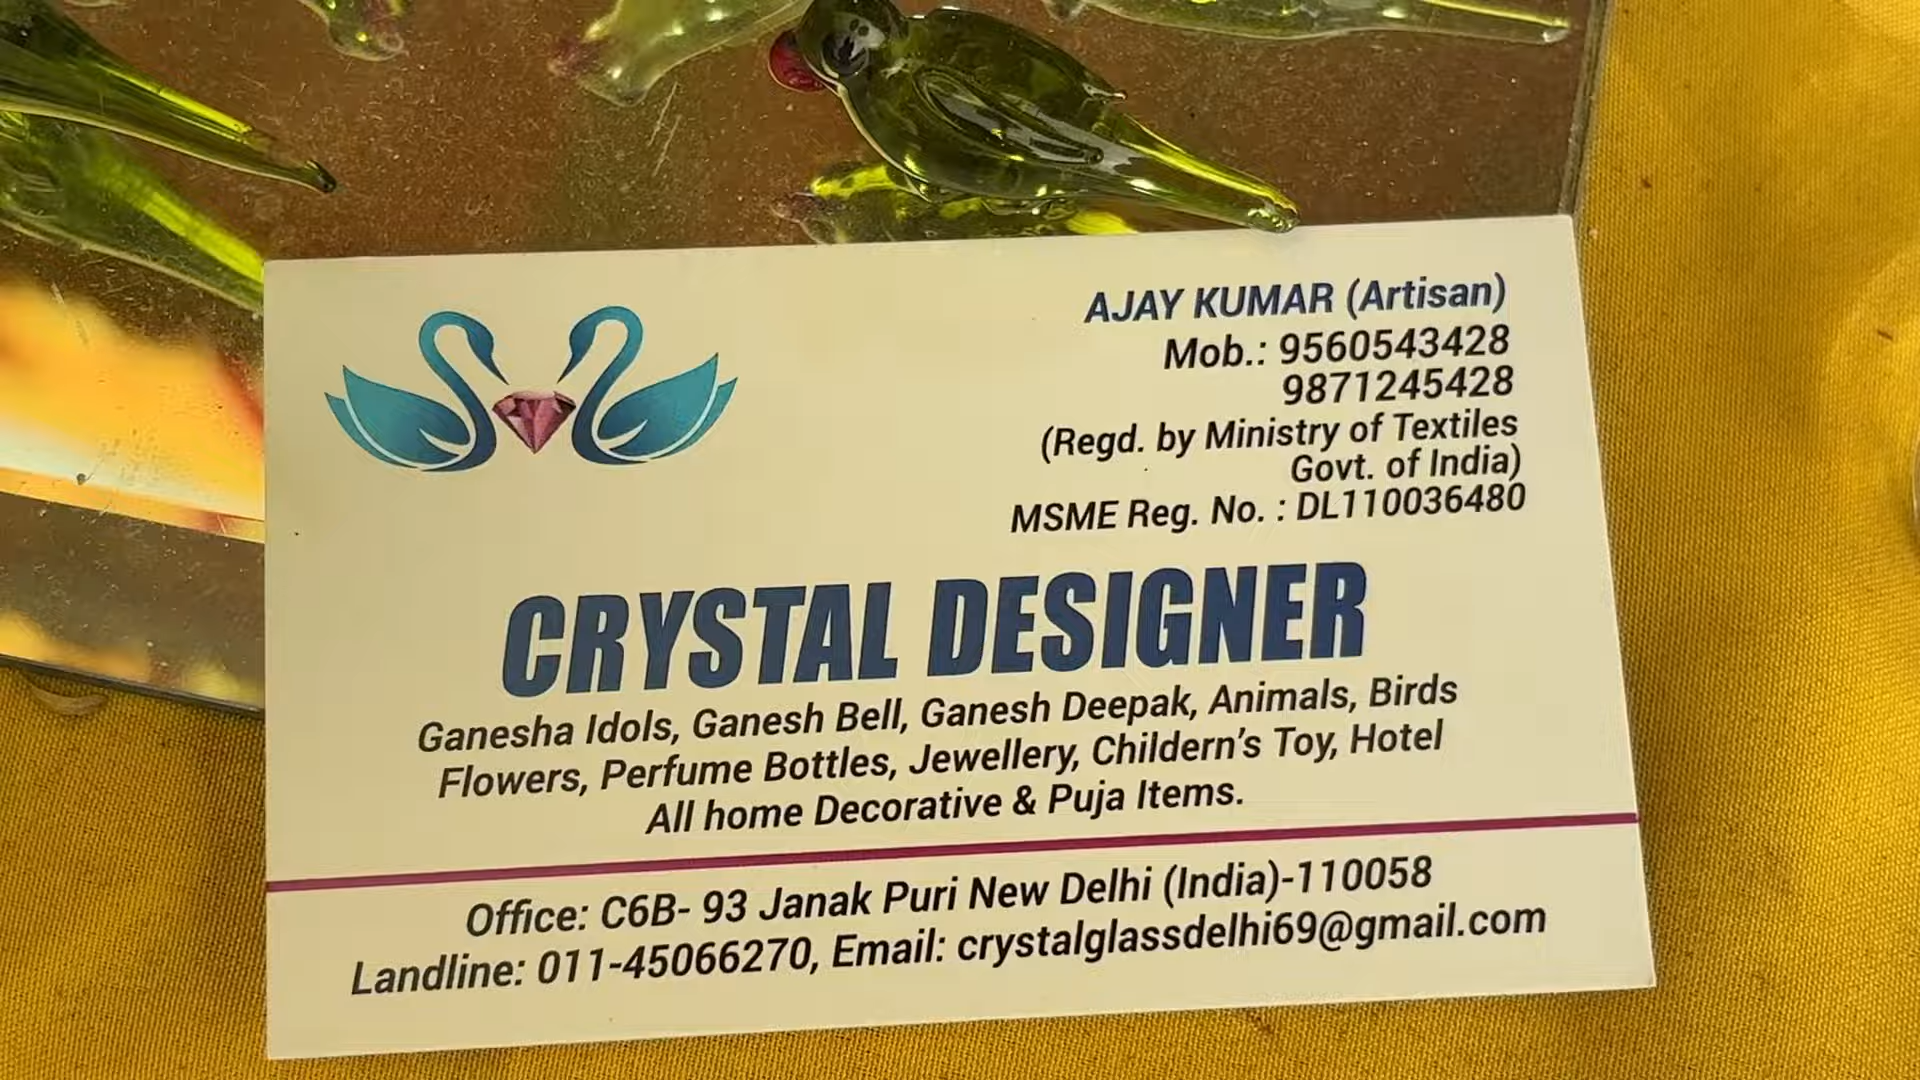 AJAY KUMAR (Artisan)
Mob.: 9560543428
9871245428
(Regd. by Ministry of Textiles
Govt. of India)
MSME Reg. No. : DL110036480
CRYSTAL DESIGNER
Ganesha Idols, Ganesh Bell, Ganesh Deepak, Animals, Birds
Flowers, Perfume Bottles, Jewellery, Childern's Toy, Hotel
All home Decorative & Puja Items.
Office: C6B- 93 Janak Puri New Delhi (India)-110058
Landline: 011-45066270, Email: crystalglassdelhi69@gmail.com